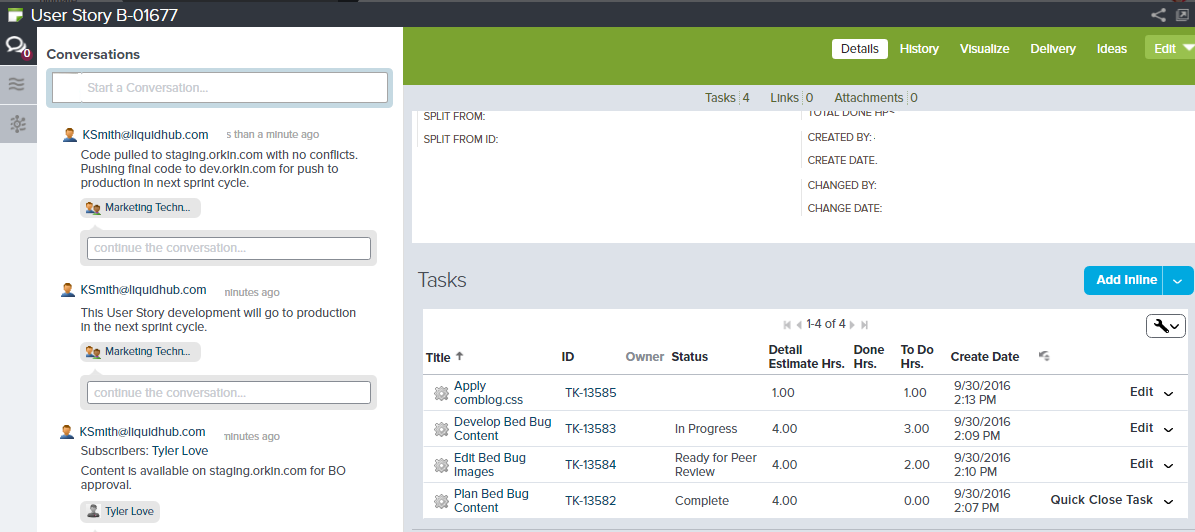 User Story B-01677
0
Conversations
Start a Conversation...
KSmith@liquidhub.com s than a minute ago
Code pulled to staging.orkin.com with no conflicts.
Pushing final code to dev.orkin.com for push to
production in next sprint cycle.
Marketing Techn...
continue the conversation...
KSmith@liquidhub.com minutes ago
This User Story development will go to production
in the next sprint cycle.
Marketing Techn...
continue the conversation...
KSmith@liquidhub.com minutes ago
Subscribers: Tyler Love
Content is available on staging.orkin.com for BO
approval.
Tyler Love
Details History Visualize Delivery Ideas Edit
Tasks 4 Links 0 Attachments 0
SPLIT FROM:
SPLIT FROM ID:
TOTAL DONE
CREATED BY:
CREATE DATE.
CHANGED BY:
CHANGE DATE:
Tasks
Add Inline
1-4 of 4
Title ID Owner Status Detail Estimate Hrs. Done Hrs. To Do Hrs. Create Date
Apply comblog.css TK-13585 1.00 1.00 9/30/2016 2:13 PM Edit
Develop Bed Bug Content TK-13583 In Progress 4.00 3.00 9/30/2016 2:09 PM Edit
Edit Bed Bug Images TK-13584 Ready for Peer Review 4.00 2.00 9/30/2016 2:10 PM Edit
Plan Bed Bug Content TK-13582 Complete 4.00 0.00 9/30/2016 2:07 PM Quick Close Task